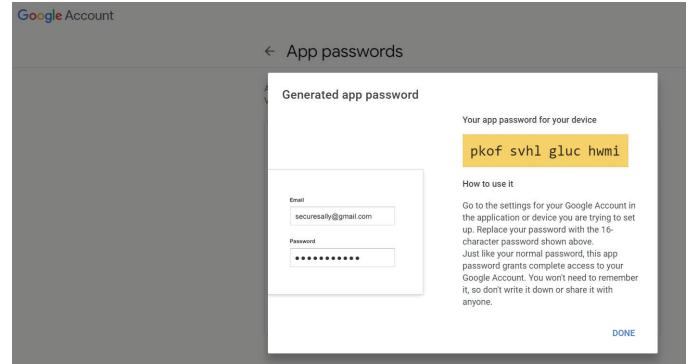 Google Account
← App passwords
Generated app password
Your app password for your device
pkof svhl gluc hwmi
How to use it
Go to the settings for your Google Account in
the application or device you are trying to set
up. Replace your password with the 16-
character password shown above.
Just like your normal password, this app
password grants complete access to your
Google Account. You won't need to remember
it, so don't write it down or share it with
anyone.
Email
securesally@gmail.com
Password
●●●●●●●●●●●
DONE